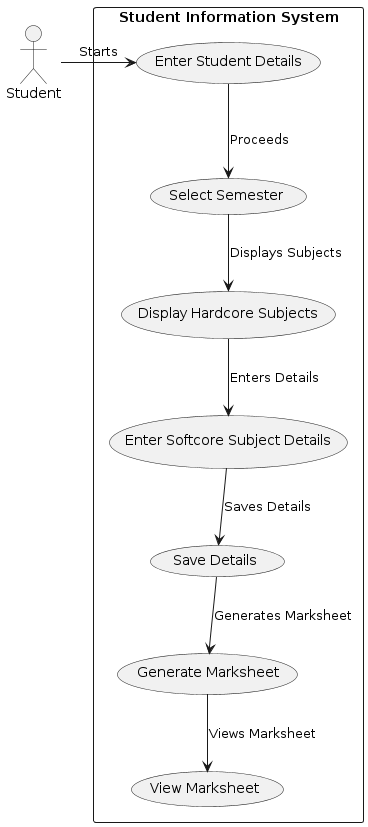 Student Information System
Starts
Enter Student Details
Student
Proceeds
Select Semester
Displays Subjects
Display Hardcore Subjects
Enters Details
Enter Softcore Subject Details
Saves Details
Save Details
Generates Marksheet
Generate Marksheet
Views Marksheet
View Marksheet